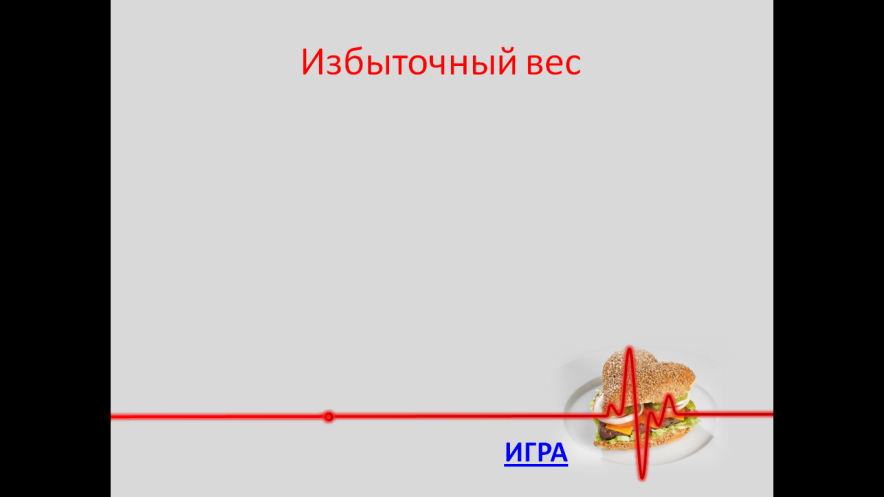 Избыточный вес
ИГРА